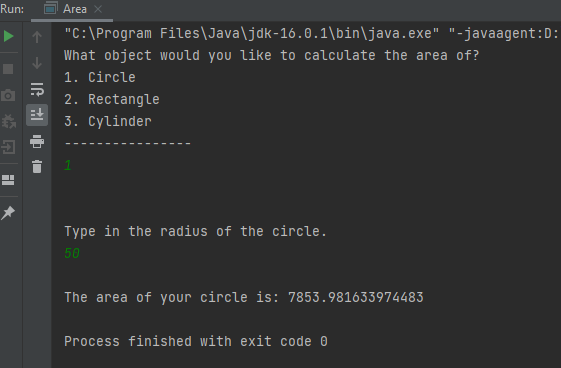 Run: Area
"C:\Program Files\Java\jdk-16.0.1\bin\java.exe" "-javaagent:D:
What object would you like to calculate the area of?
1. Circle
2. Rectangle
3. Cylinder
----------------
1
Type in the radius of the circle.
50
The area of your circle is: 7853.981633974483
Process finished with exit code 0